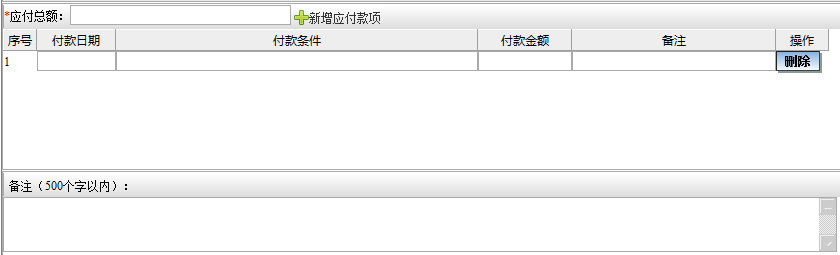 *应付总额： 新增应付款项
序号 付款日期 付款条件 付款金额 备注 操作
1 删除
备注（500个字以内）：